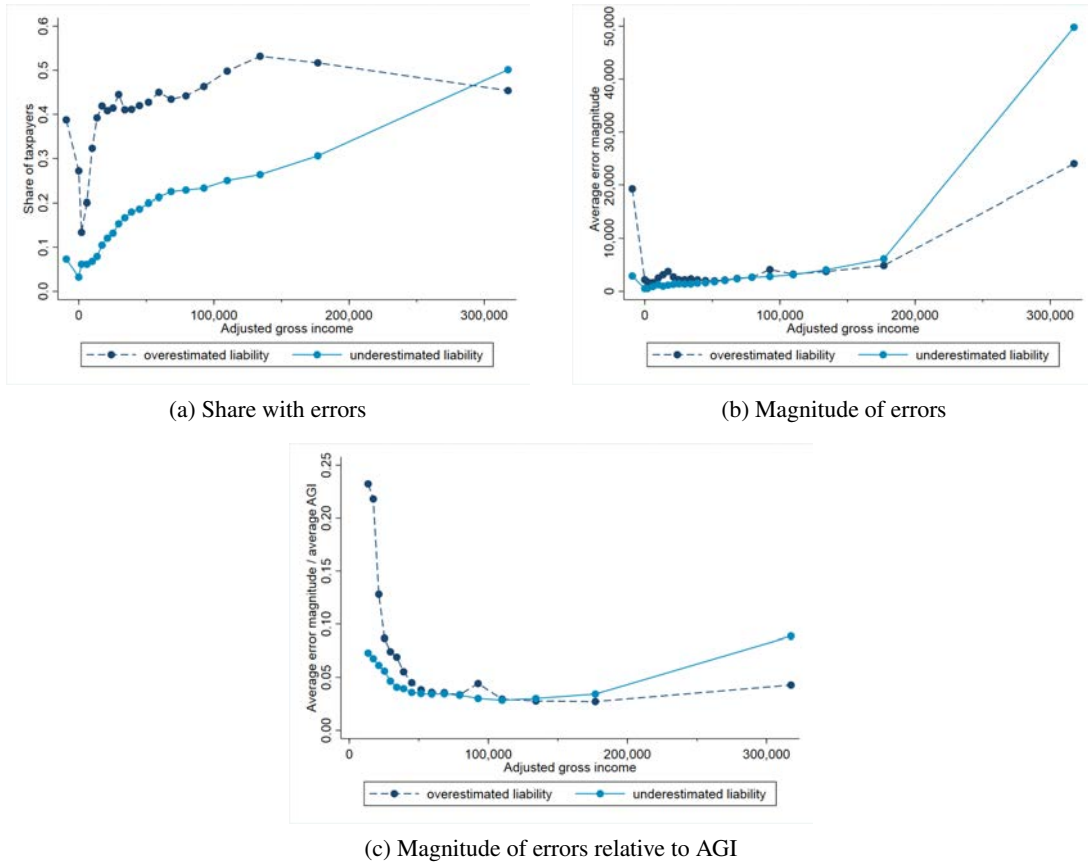 0.6
0.5
0.4
0.3
0.2
0.1
0.0
Share of taxpayers
0
100,000
200,000
300,000
Adjusted gross income
overestimated liability
underestimated liability
(a) Share with errors
50,000
40,000
30,000
20,000
10,000
0
Average error magnitude
0
100,000
200,000
300,000
Adjusted gross income
overestimated liability
underestimated liability
(b) Magnitude of errors
0.25
0.20
0.15
0.10
0.05
0.00
Average error magnitude / average AGI
0
100,000
200,000
300,000
Adjusted gross income
overestimated liability
underestimated liability
(c) Magnitude of errors relative to AGI